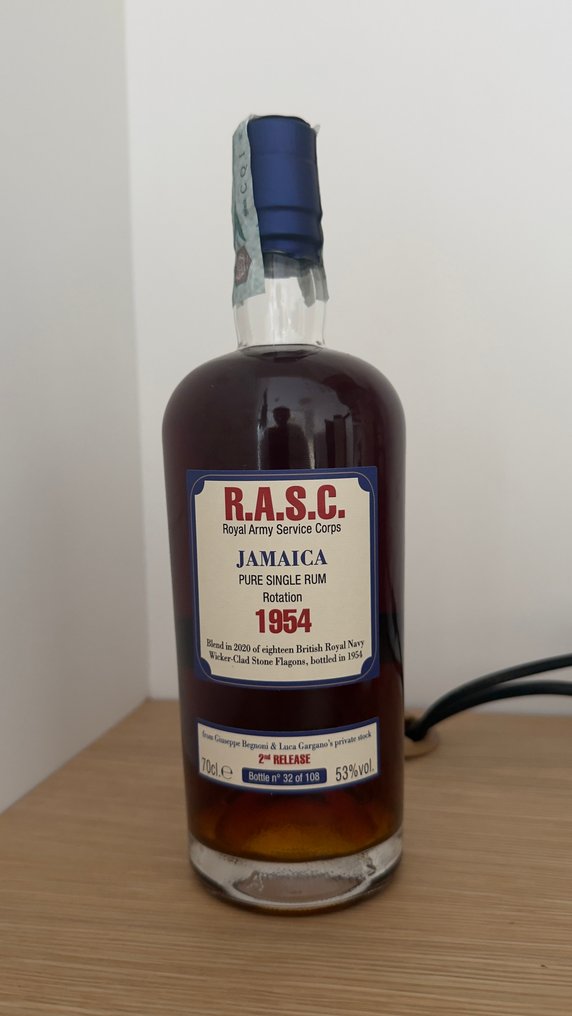 R.A.S.C.
Royal Army Service Corps
JAMAICA
PURE SINGLE RUM
Rotation
1954
Blend in 2020 of eighteen British Royal Navy
Wicker-Clad Stone Flagons, bottled in 1954
from Giuseppe Begnoni & Luca Gargano's private stock
2nd RELEASE
70cl.℮ Bottle n° 32 of 108 53%vol.